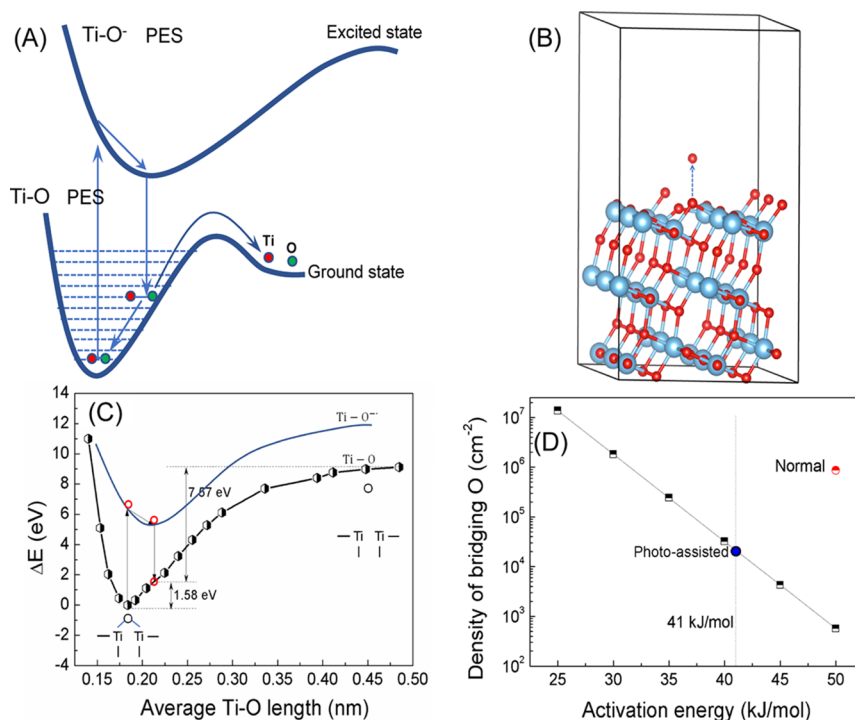 (A)
Ti-O⁻ PES
Excited state
Ti-O PES
Ti O
Ground state
(B)
(C)
ΔE (eV)
14
12
10
8
6
4
2
0
-2
-4
Ti – O⁻·
Ti – O
7.57 eV
1.58 eV
Ti Ti
Ti Ti
0.15 0.20 0.25 0.30 0.35 0.40 0.45 0.50
Average Ti-O length (nm)
(D)
Density of bridging O (cm⁻²)
10⁷
10⁶
10⁵
10⁴
10³
10²
Normal
Photo-assisted
41 kJ/mol
25 30 35 40 45 50
Activation energy (kJ/mol)